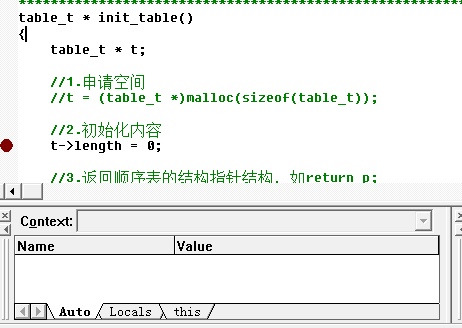 table_t * init_table()
{
table_t * t;
//1.申请空间
//t = (table_t *)malloc(sizeof(table_t));
//2.初始化内容
t->length = 0;
//3.返回顺序表的结构指针结构，如return p;
Context:
Name Value
Auto Locals this